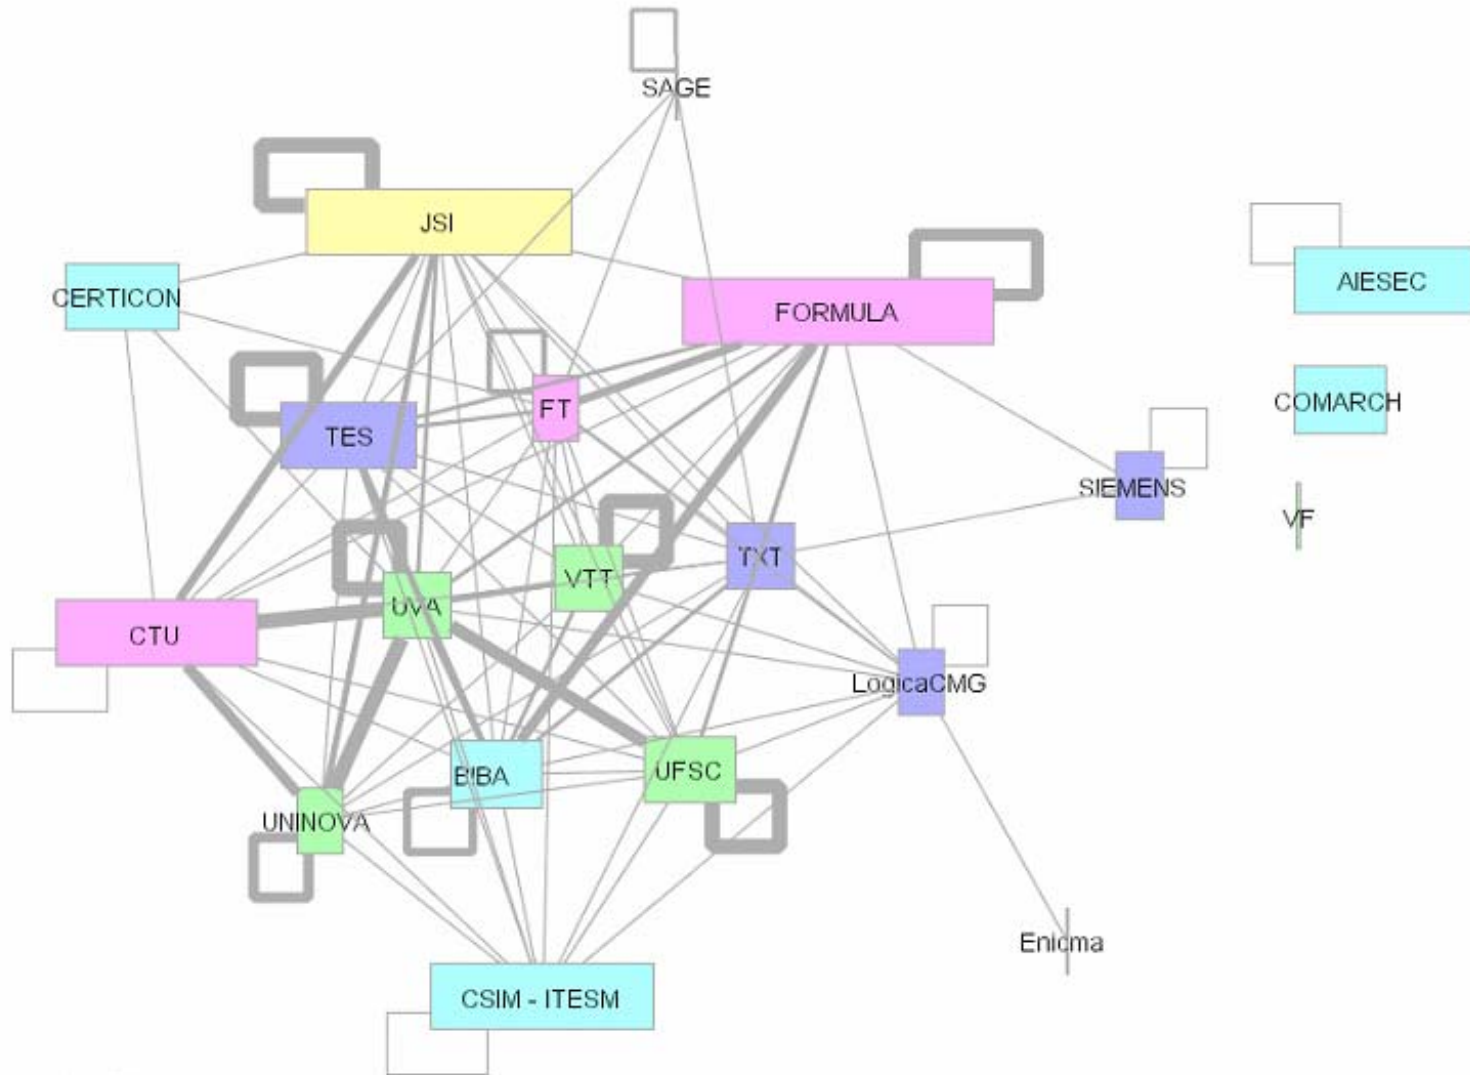 SAGE
JSI
AIESEC
CERTICON
FORMULA
COMARCH
FT
TES
SIEMENS
VF
TXT
VTT
UVA
CTU
LogicaCMG
UFSC
BIBA
UNINOVA
Enicma
CSIM - ITESM